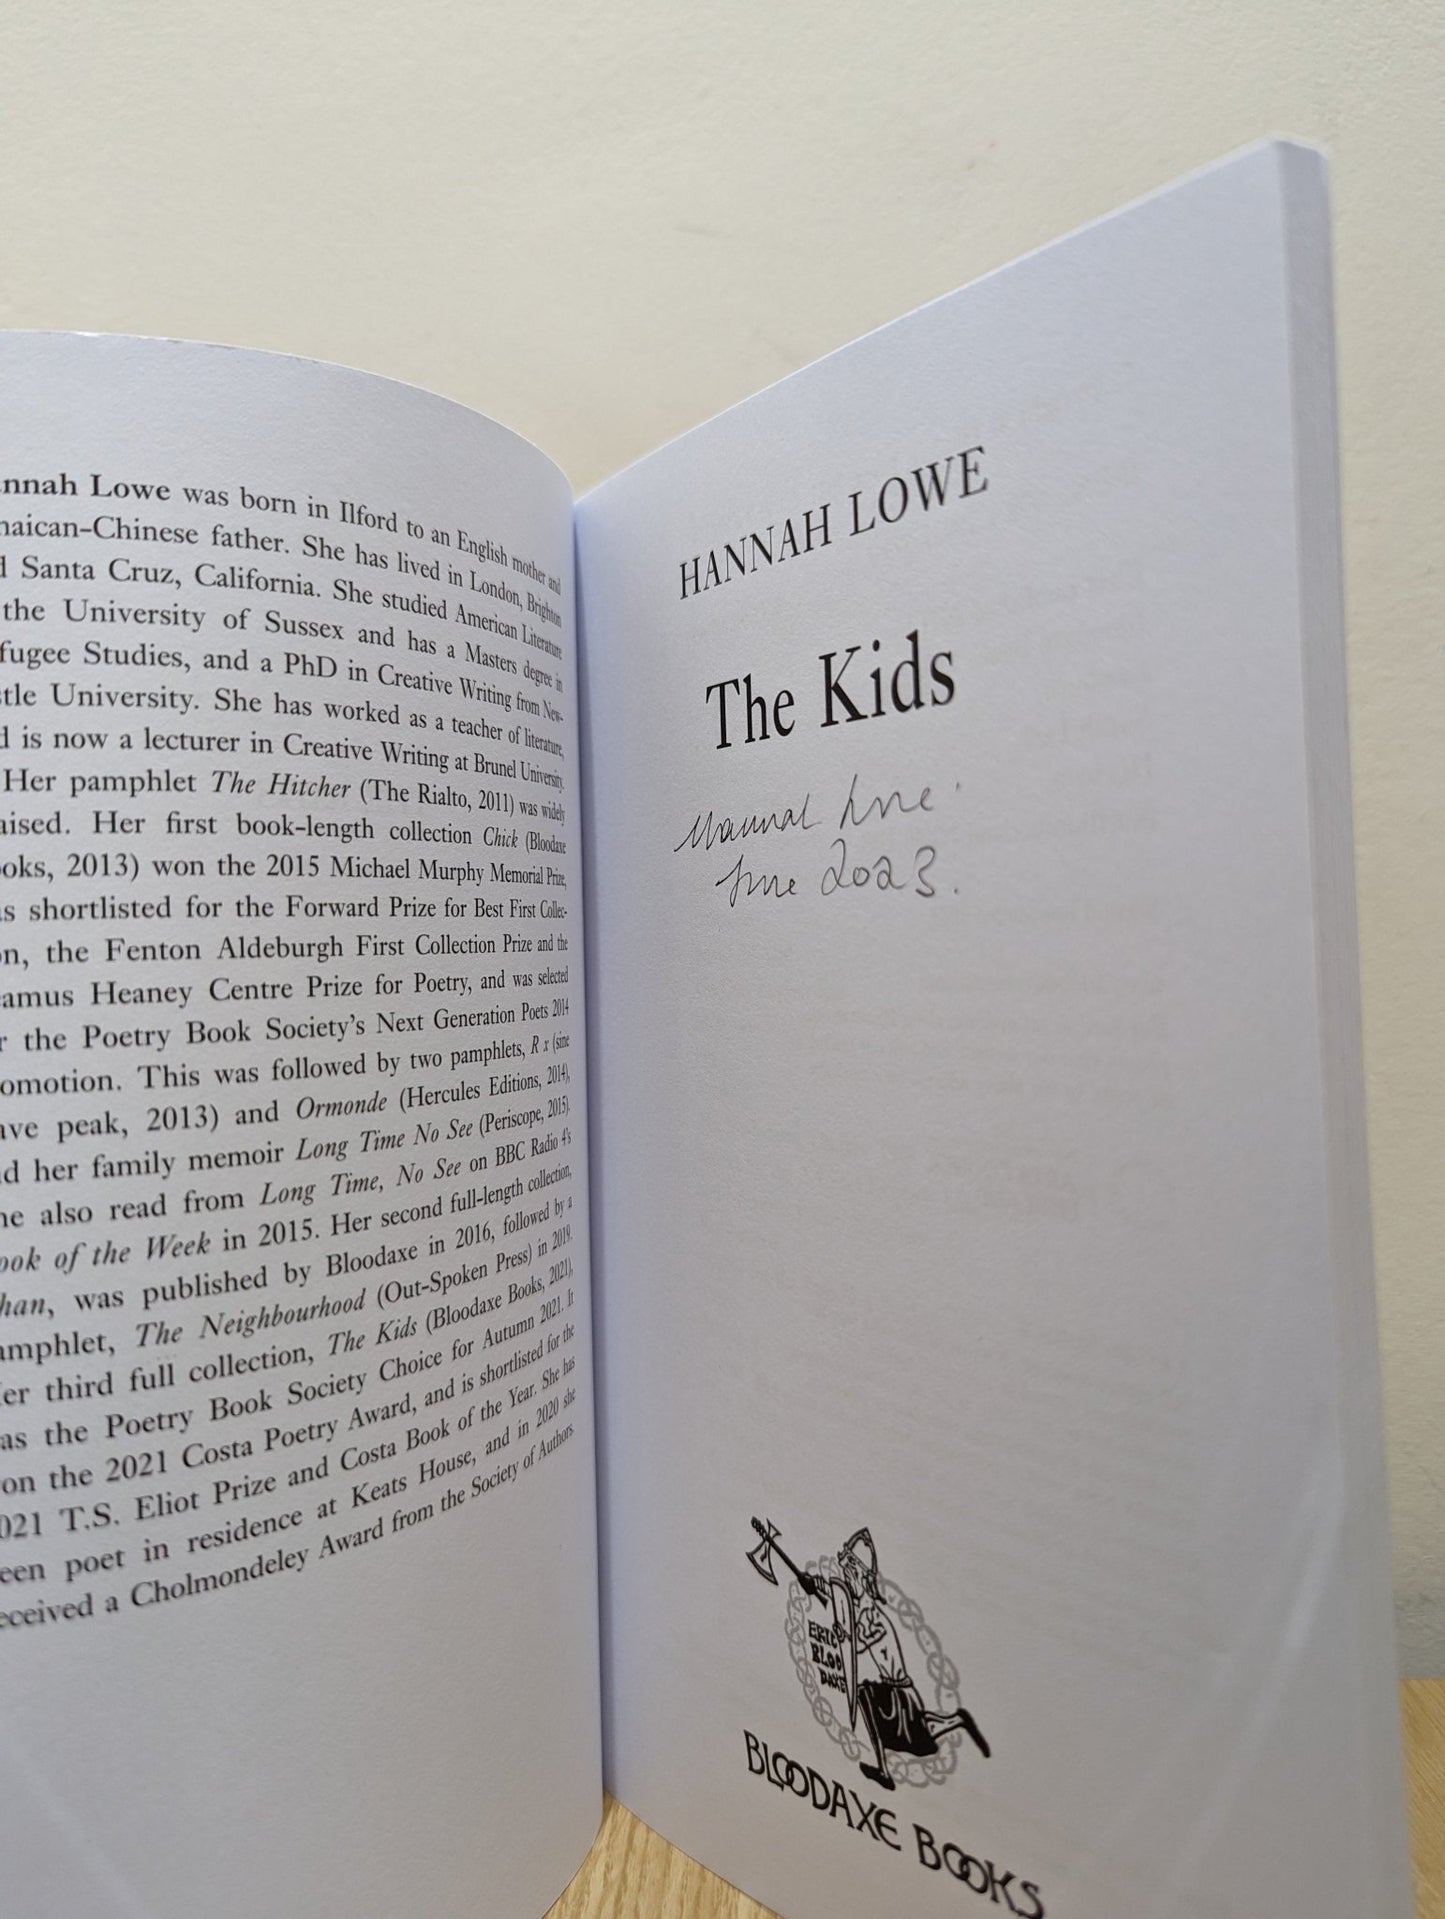 nnah Lowe was born in Ilford to an English mother and
naican-Chinese father. She has lived in London, Brighton
d Santa Cruz, California. She studied American Literature
the University of Sussex and has a Masters degree in
fugee Studies, and a PhD in Creative Writing from New-
tle University. She has worked as a teacher of literature,
d is now a lecturer in Creative Writing at Brunel University.
Her pamphlet The Hitcher (The Rialto, 2011) was widely
aised. Her first book-length collection Chick (Bloodaxe
oks, 2013) won the 2015 Michael Murphy Memorial Prize,
s shortlisted for the Forward Prize for Best First Collec-
on, the Fenton Aldeburgh First Collection Prize and the
amus Heaney Centre Prize for Poetry, and was selected
r the Poetry Book Society's Next Generation Poets 2014
omotion. This was followed by two pamphlets, R x (sine
ave peak, 2013) and Ormonde (Hercules Editions, 2014),
d her family memoir Long Time No See (Periscope, 2015).
he also read from Long Time, No See on BBC Radio 4's
ook of the Week in 2015. Her second full-length collection,
han, was published by Bloodaxe in 2016, followed by a
amphlet, The Neighbourhood (Out-Spoken Press) in 2019.
er third full collection, The Kids (Bloodaxe Books, 2021),
as the Poetry Book Society Choice for Autumn 2021. It
on the 2021 Costa Poetry Award, and is shortlisted for the
021 T.S. Eliot Prize and Costa Book of the Year. She has
een poet in residence at Keats House, and in 2020 she
eceived a Cholmondeley Award from the Society of Authors.
HANNAH LOWE
The Kids
Hannah Lowe.
June 2023.
ERIC
BLOO
DAXE
BLOODAXE BOOKS